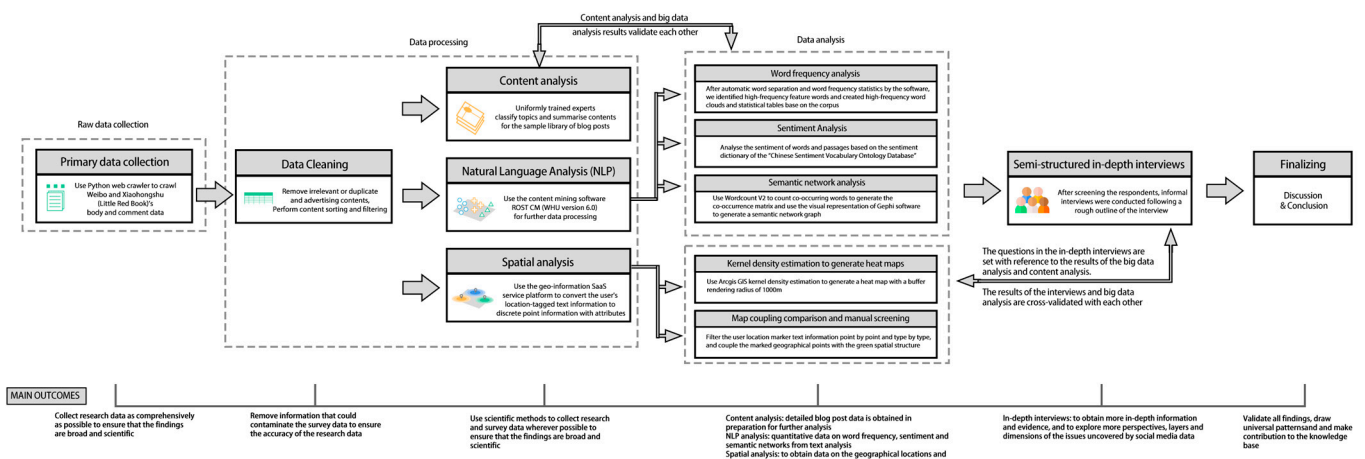 Content analysis and big data
analysis results validate each other
Data processing
Data analysis
Raw data collection
Primary data collection
Use Python web crawler to crawl
Weibo and Xiaohongshu
(Little Red Book)'s
body and comment data
Data Cleaning
Remove irrelevant or duplicate
and advertising contents,
Perform content sorting and filtering
Content analysis
Uniformly trained experts
classify topics and summarise contents
for the sample library of blog posts
Natural Language Analysis (NLP)
Use the content mining software
ROST CM (WHU version 6.0)
for further data processing
Spatial analysis
Use the geo-information SaaS
service platform to convert the user's
location-tagged text information to
discrete point information with attributes
Word frequency analysis
After automatic word separation and word frequency statistics by the software,
we identified high-frequency feature words and created high-frequency word
clouds and statistical tables base on the corpus
Sentiment Analysis
Analyse the sentiment of words and passages based on the sentiment
dictionary of the "Chinese Sentiment Vocabulary Ontology Database"
Semantic network analysis
Use Wordcount V2 to count co-occurring words to generate the
co-occurrence matrix and use the visual representation of Gephi software
to generate a semantic network graph
Kernel density estimation to generate heat maps
Use Arcgis GIS kernel density estimation to generate a heat map with a buffer
rendering radius of 1000m
Map coupling comparison and manual screening
Filter the user location marker text information point by point and type by type,
and couple the marked geographical points with the green spatial structure
Semi-structured in-depth interviews
After screening the respondents, informal
interviews were conducted following a
rough outline of the interview
The questions in the in-depth interviews are
set with reference to the results of the big data
analysis and content analysis.
The results of the interviews and big data
analysis are cross-validated with each other
Finalizing
Discussion
& Conclusion
MAIN OUTCOMES
Collect research data as comprehensively
as possible to ensure that the findings
are broad and scientific
Remove information that could
contaminate the survey data to ensure
the accuracy of the research data
Use scientific methods to collect research
and survey data wherever possible to
ensure that the findings are broad and
scientific
Content analysis: detailed blog post data is obtained in
preparation for further analysis
NLP analysis: quantitative data on word frequency, sentiment and
semantic networks from text analysis
Spatial analysis: to obtain data on the geographical locations and
In-depth interviews: to obtain more in-depth information
and evidence, and to explore more perspectives, layers and
dimensions of the issues uncovered by social media data
Validate all findings, draw
universal patternsand and make
contribution to the knowledge
base